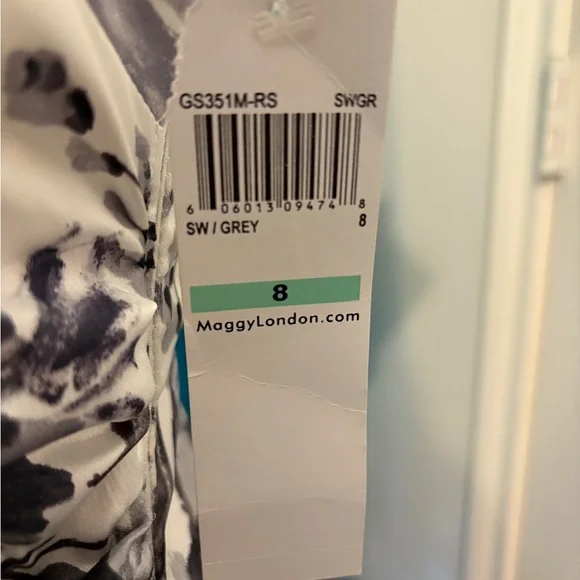 GS351M-RS SWGR
6 06013 09474 8
SW / GREY 8
8
MaggyLondon.com